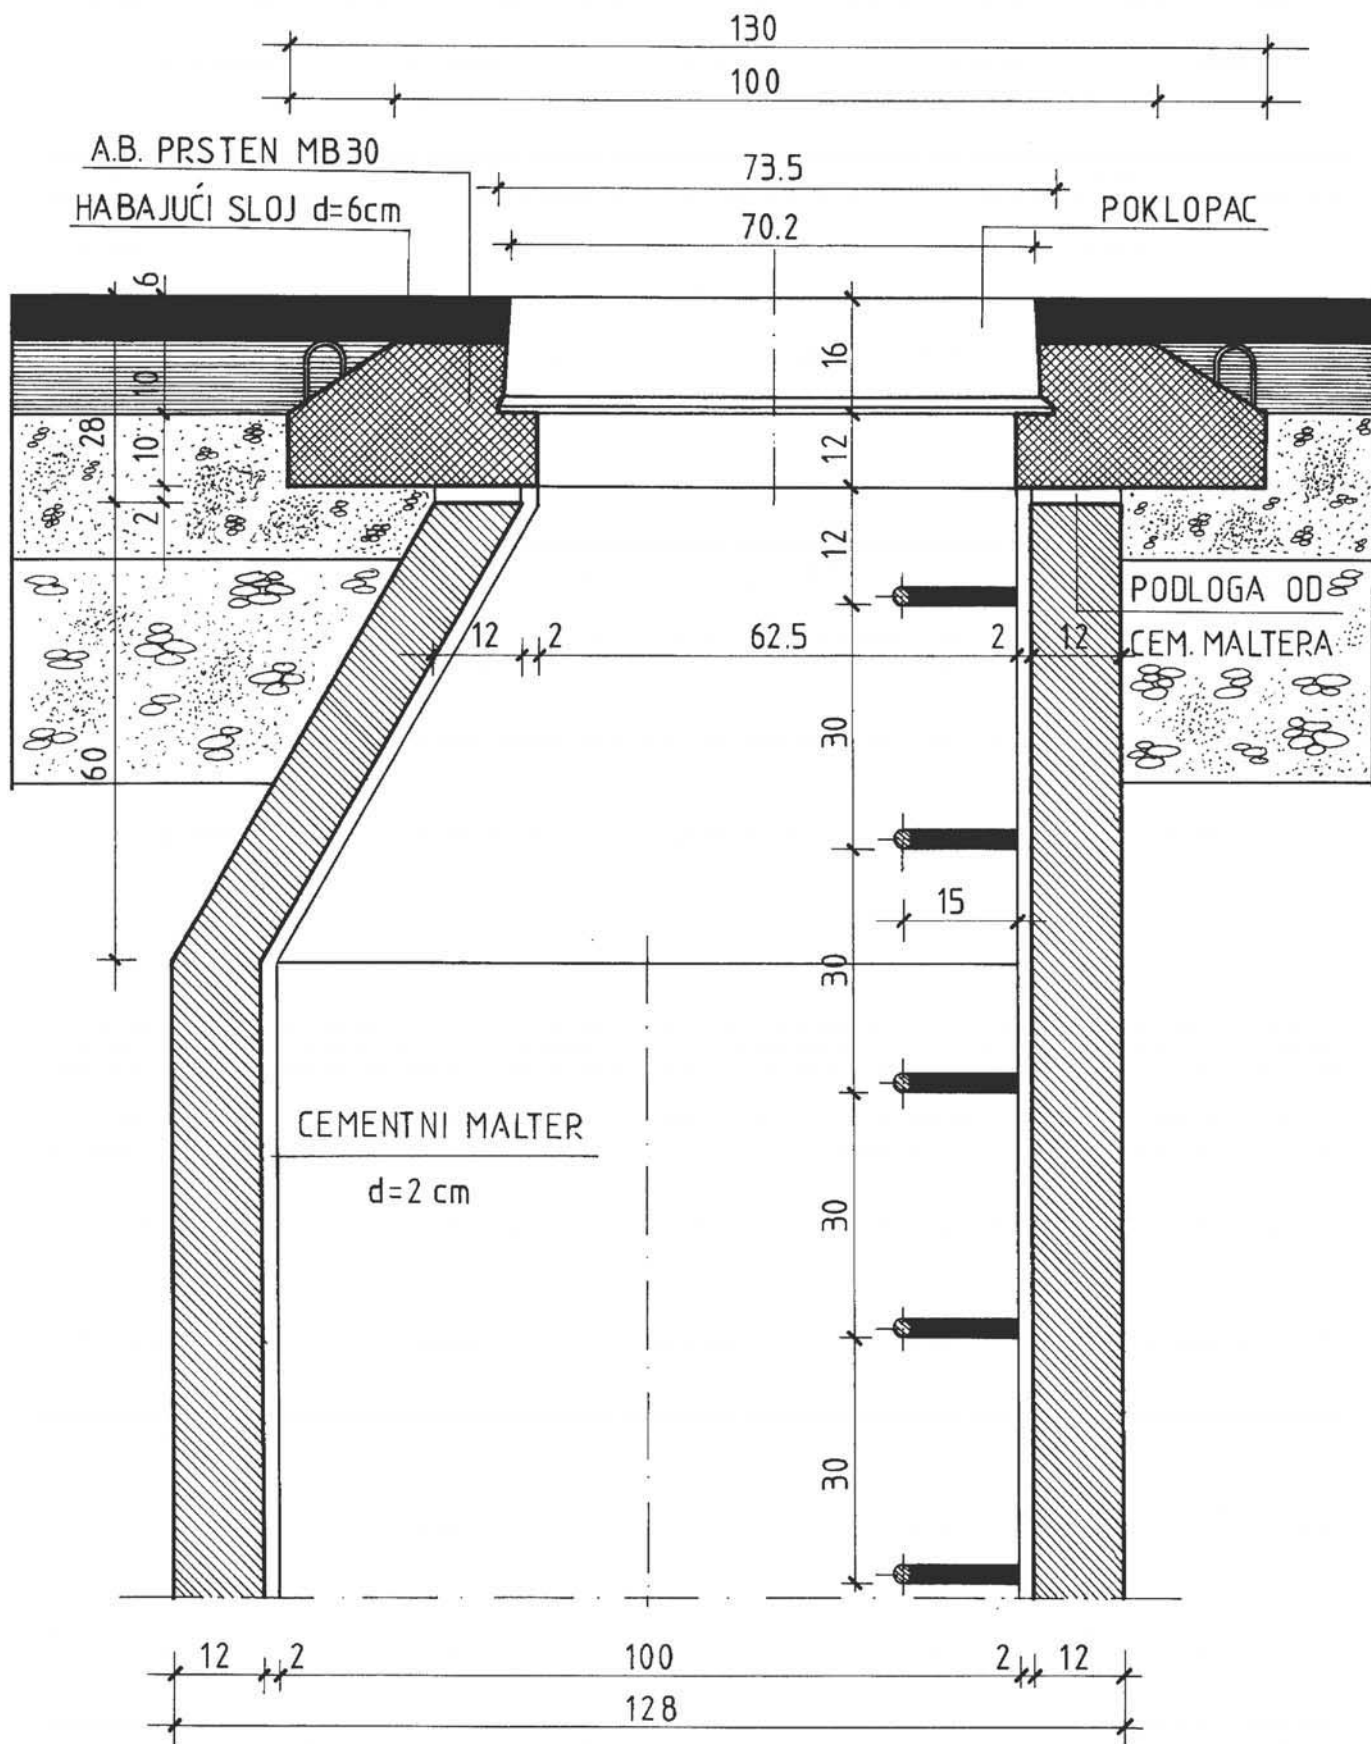 130
100
A.B. PRSTEN MB30
73.5
HABAJUĆI SLOJ d=6cm
POKLOPAC
70.2
6
16
10
28
10
12
2
12
PODLOGA OD
12 2 62.5 2 12
CEM. MALTERA
30
60
15
30
CEMENTNI MALTER
d=2 cm
30
30
12 2 100 2 12
128